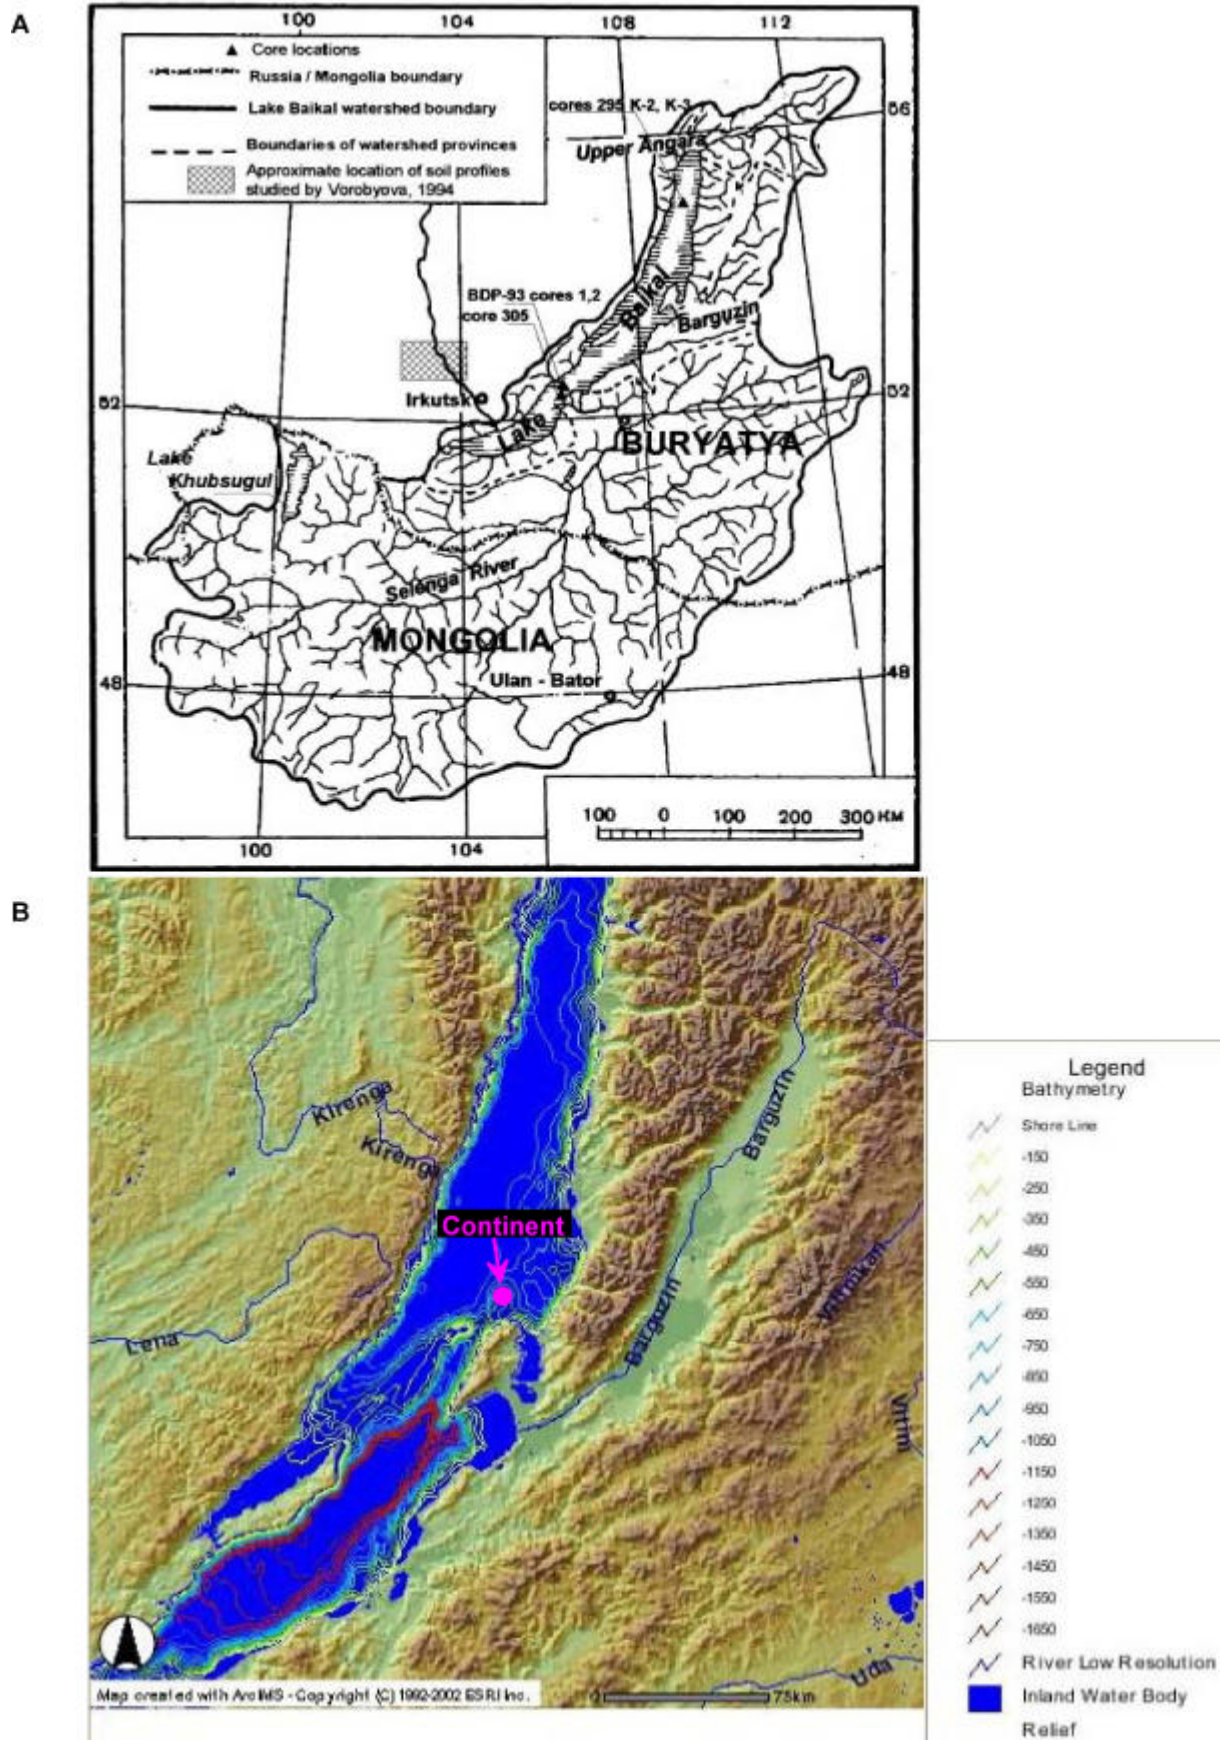 A
100 104 108 112
Core locations
Russia / Mongolia boundary
Lake Baikal watershed boundary
Boundaries of watershed provinces
Approximate location of soil profiles
studied by Vorobyova, 1994
cores 295 K-2, K-3
56
Upper Angara
Baikal
BDP-93 cores 1,2
core 305
Barguzin
Irkutsk
52
52
Lake
BURYATYA
Lake
Khubsugul
Selenga River
MONGOLIA
Ulan - Bator
48
48
100 0 100 200 300 КМ
100 104
B
Kirenga
Kirenga
Barguzin
Continent
Barguzin
Vitimkan
Lena
Vitim
Uda
Map created with ArcIMS - Copyright (C) 1992-2002 ESRI Inc.
0 75km
Legend
Bathymetry
Shore Line
-150
-250
-350
-450
-550
-650
-750
-850
-950
-1050
-1150
-1250
-1350
-1450
-1550
-1650
River Low Resolution
Inland Water Body
Relief